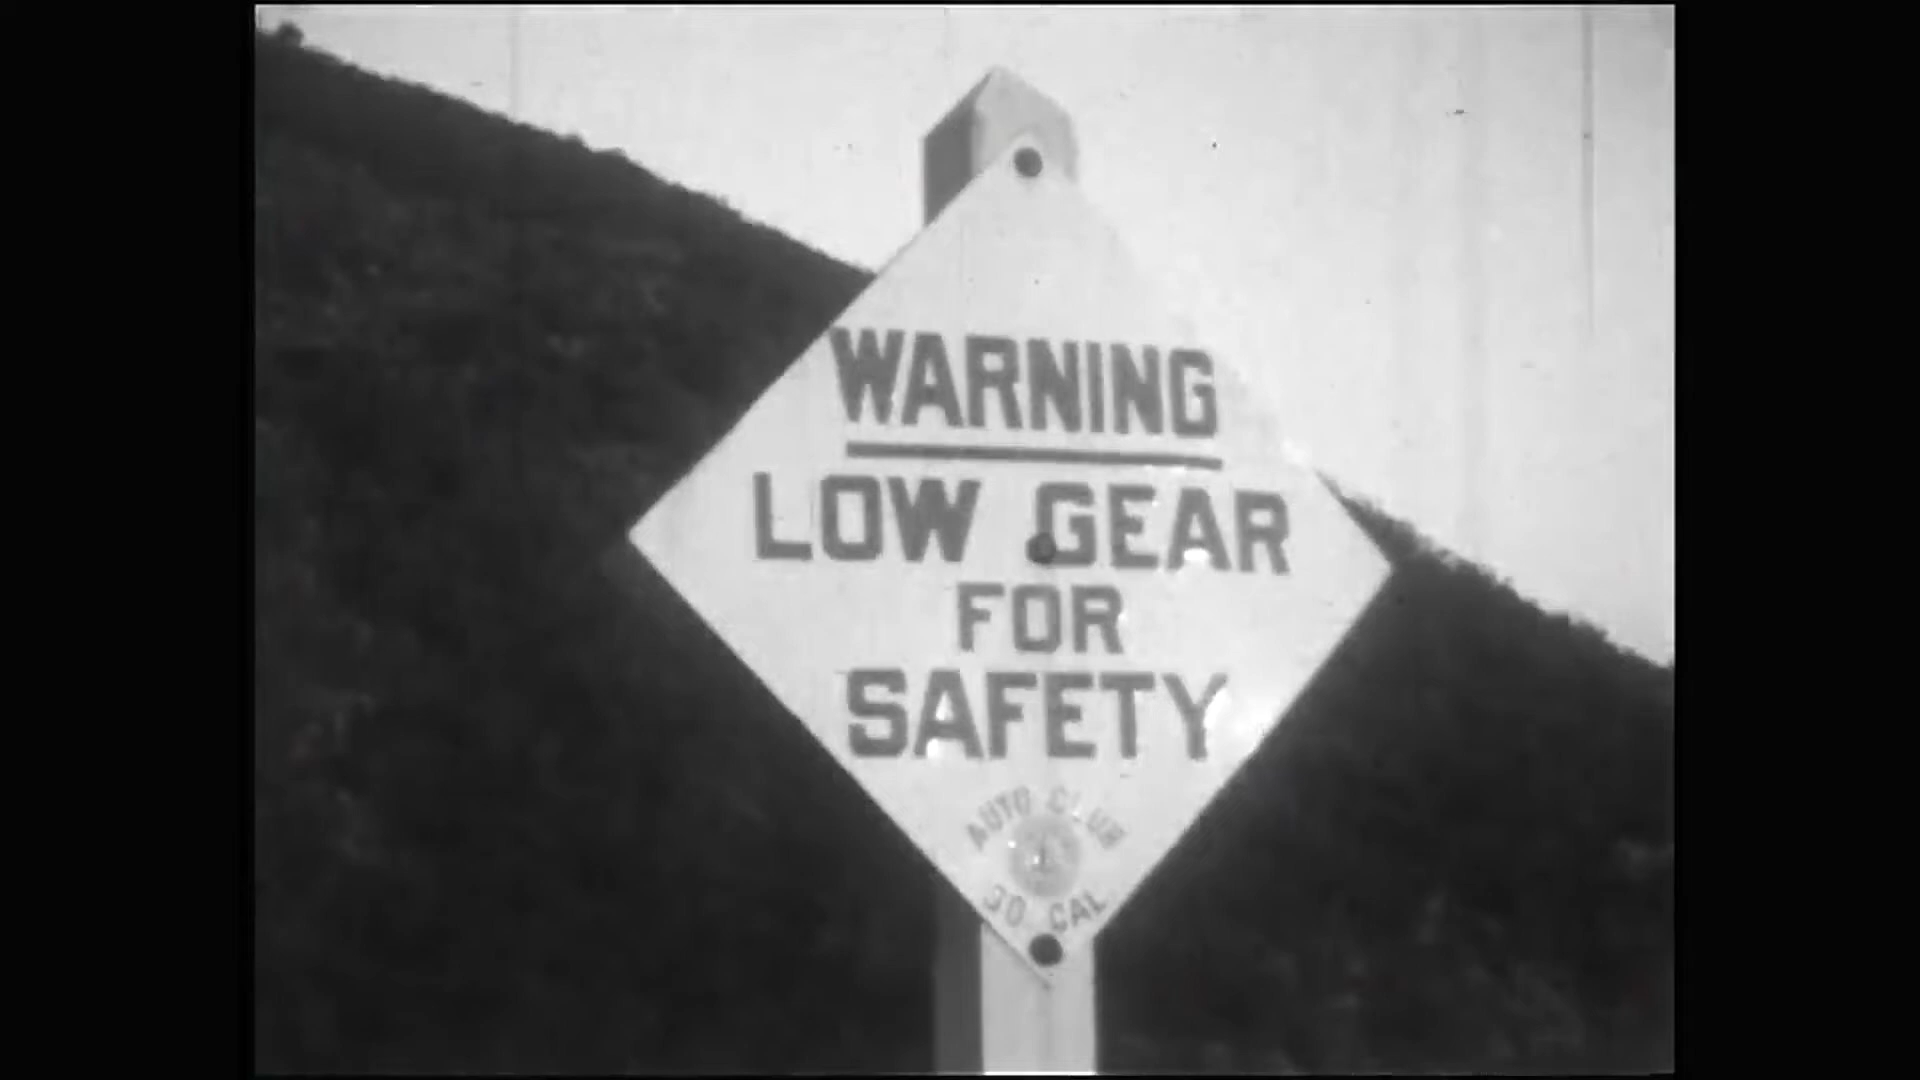 WARNING
LOW GEAR
FOR
SAFETY
AUTO CLUB
SO CAL